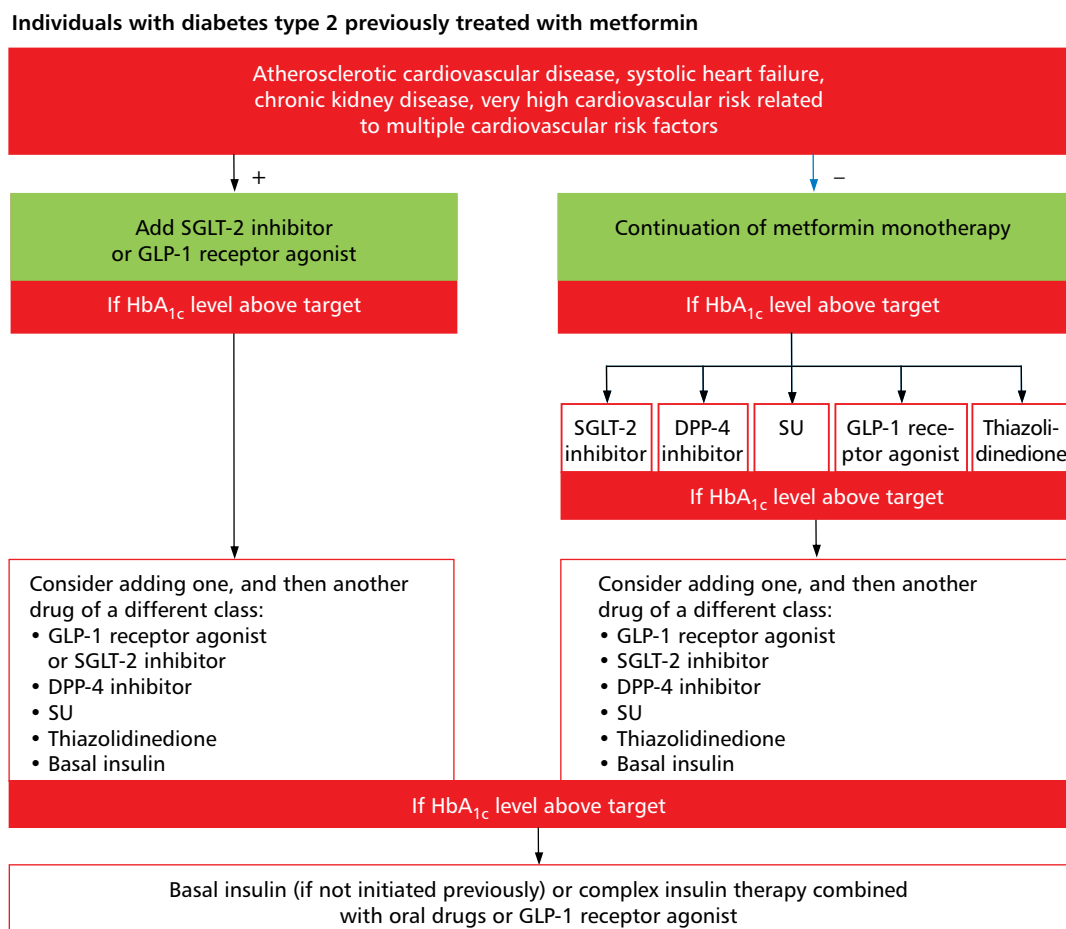 Individuals with diabetes type 2 previously treated with metformin
Atherosclerotic cardiovascular disease, systolic heart failure,
chronic kidney disease, very high cardiovascular risk related
to multiple cardiovascular risk factors
+
–
Add SGLT-2 inhibitor
or GLP-1 receptor agonist
If HbA1c level above target
Continuation of metformin monotherapy
If HbA1c level above target
SGLT-2
inhibitor
DPP-4
inhibitor
SU
GLP-1 rece-
ptor agonist
Thiazoli-
dinedione
If HbA1c level above target
Consider adding one, and then another
drug of a different class:
• GLP-1 receptor agonist
or SGLT-2 inhibitor
• DPP-4 inhibitor
• SU
• Thiazolidinedione
• Basal insulin
Consider adding one, and then another
drug of a different class:
• GLP-1 receptor agonist
• SGLT-2 inhibitor
• DPP-4 inhibitor
• SU
• Thiazolidinedione
• Basal insulin
If HbA1c level above target
Basal insulin (if not initiated previously) or complex insulin therapy combined
with oral drugs or GLP-1 receptor agonist